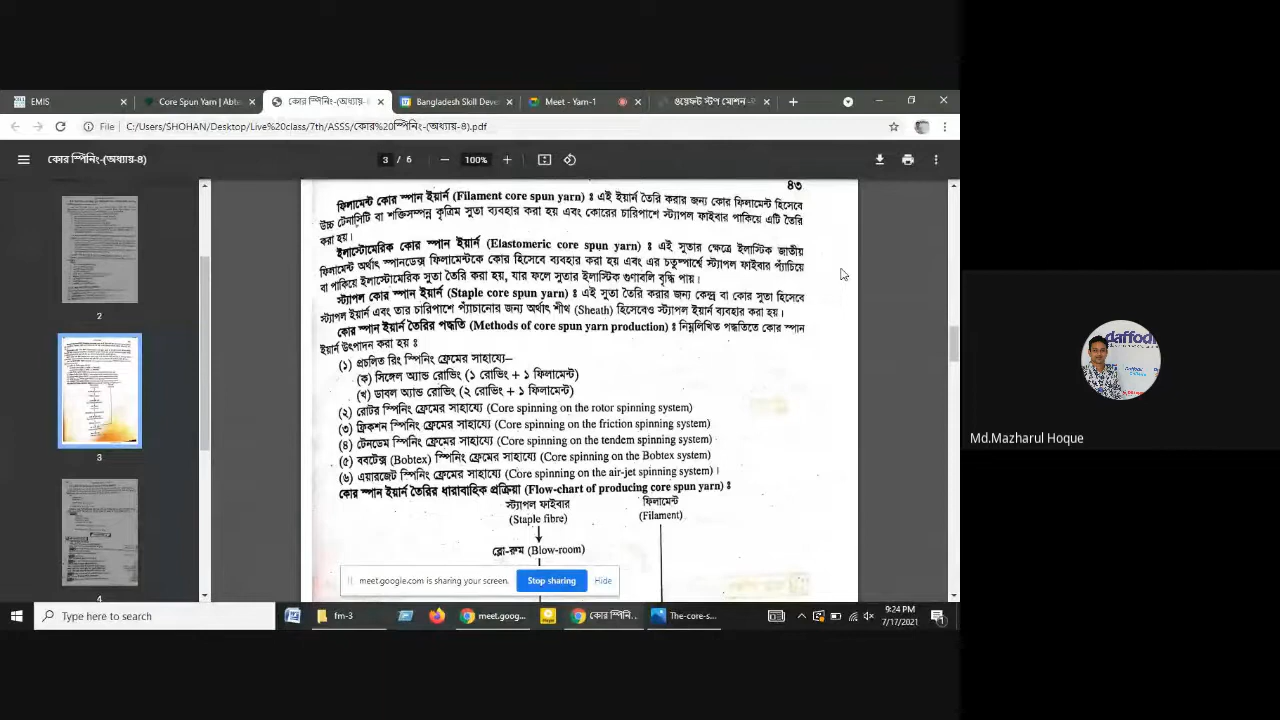 EMIS
Core Spun Yarn | Abte
কোর স্পিনিং-(অধ্যায়-৪)
Bangladesh Skill Deve
Meet - Yarn-1
ওয়েফট স্টপ মোশন -
File
C:/Users/SHOHAN/Desktop/Live%20class/7th/ASSS/কোর%20স্পিনিং-(অধ্যায়-8).pdf
কোর স্পিনিং-(অধ্যায়-8)
3 / 6
100%
2
3
4
৪৩
ফিলামেন্ট কোর স্পান ইয়ার্ন (Filament core spun yarn) ঃ এই ইয়ার্ন তৈরি করার জন্য কোর ফিলামেন্ট হিসেবে
উচ্চ টেনাসিটি বা শক্তিসম্পন্ন কৃত্রিম সুতা ব্যবহার করা হয় এবং কোরের চারিপাশে স্ট্যাপল ফাইবার পাকিয়ে এটি তৈরি
করা হয়।
ইলাস্টোমেরিক কোর স্পান ইয়ার্ন (Elastomeric core spun yarn) ঃ এই সুতার ক্ষেত্রে ইলাস্টিক জাতীয়
ফিলামেন্ট অর্থাৎ স্পানডেক্স ফিলামেন্টকে কোর হিসেবে ব্যবহার করা হয় এবং এর চতুষ্পার্শ্বে স্ট্যাপল ফাইবার প্যাঁচিয়ে
বা পাকিয়ে ইলাস্টোমেরিক সুতা তৈরি করা হয়, যার ফলে সুতার ইলাস্টিক গুণাবলি বৃদ্ধি পায়।
স্ট্যাপল কোর স্পান ইয়ার্ন (Staple core spun yarn) ঃ এই সুতা তৈরি করার জন্য কেন্দ্র বা কোর সুতা হিসেবে
স্ট্যাপল ইয়ার্ন এবং তার চারিপাশে প্যাঁচানোর জন্য অর্থাৎ শীথ (Sheath) হিসেবেও স্ট্যাপল ইয়ার্ন ব্যবহার করা হয়।
কোর স্পান ইয়ার্ন তৈরির পদ্ধতি (Methods of core spun yarn production) ঃ নিম্নলিখিত পদ্ধতিতে কোর স্পান
ইয়ার্ন উৎপাদন করা হয় ঃ
(১) প্রচলিত রিং স্পিনিং ফ্রেমের সাহায্যে—
(ক) সিঙ্গেল অ্যান্ড রোভিং (১ রোভিং + ১ ফিলামেন্ট)
(খ) ডাবল অ্যান্ড রোভিং (২ রোভিং + ১ ফিলামেন্ট)
(২) রোটর স্পিনিং ফ্রেমের সাহায্যে (Core spinning on the rotor spinning system)
(৩) ফ্রিকশন স্পিনিং ফ্রেমের সাহায্যে (Core spinning on the friction spinning system)
(৪) টেনডেম স্পিনিং ফ্রেমের সাহায্যে (Core spinning on the tendem spinning system)
(৫) ববটেক্স (Bobtex) স্পিনিং ফ্রেমের সাহায্যে (Core spinning on the Bobtex system)
(৬) এয়ারজেট স্পিনিং ফ্রেমের সাহায্যে (Core spinning on the air-jet spinning system)।
কোর স্পান ইয়ার্ন তৈরির ধারাবাহিক প্রক্রিয়া (Flow-chart of producing core spun yarn) ঃ
স্ট্যাপল ফাইবার
(Staple fibre)
ফিলামেন্ট
(Filament)
ব্লো-রুম (Blow-room)
meet.google.com is sharing your screen.
Stop sharing
Hide
Type here to search
fm-3
meet.goog...
কোর স্পিনি...
The-core-s...
9:24 PM
7/17/2021
daffodil
Md.Mazharul Hoque